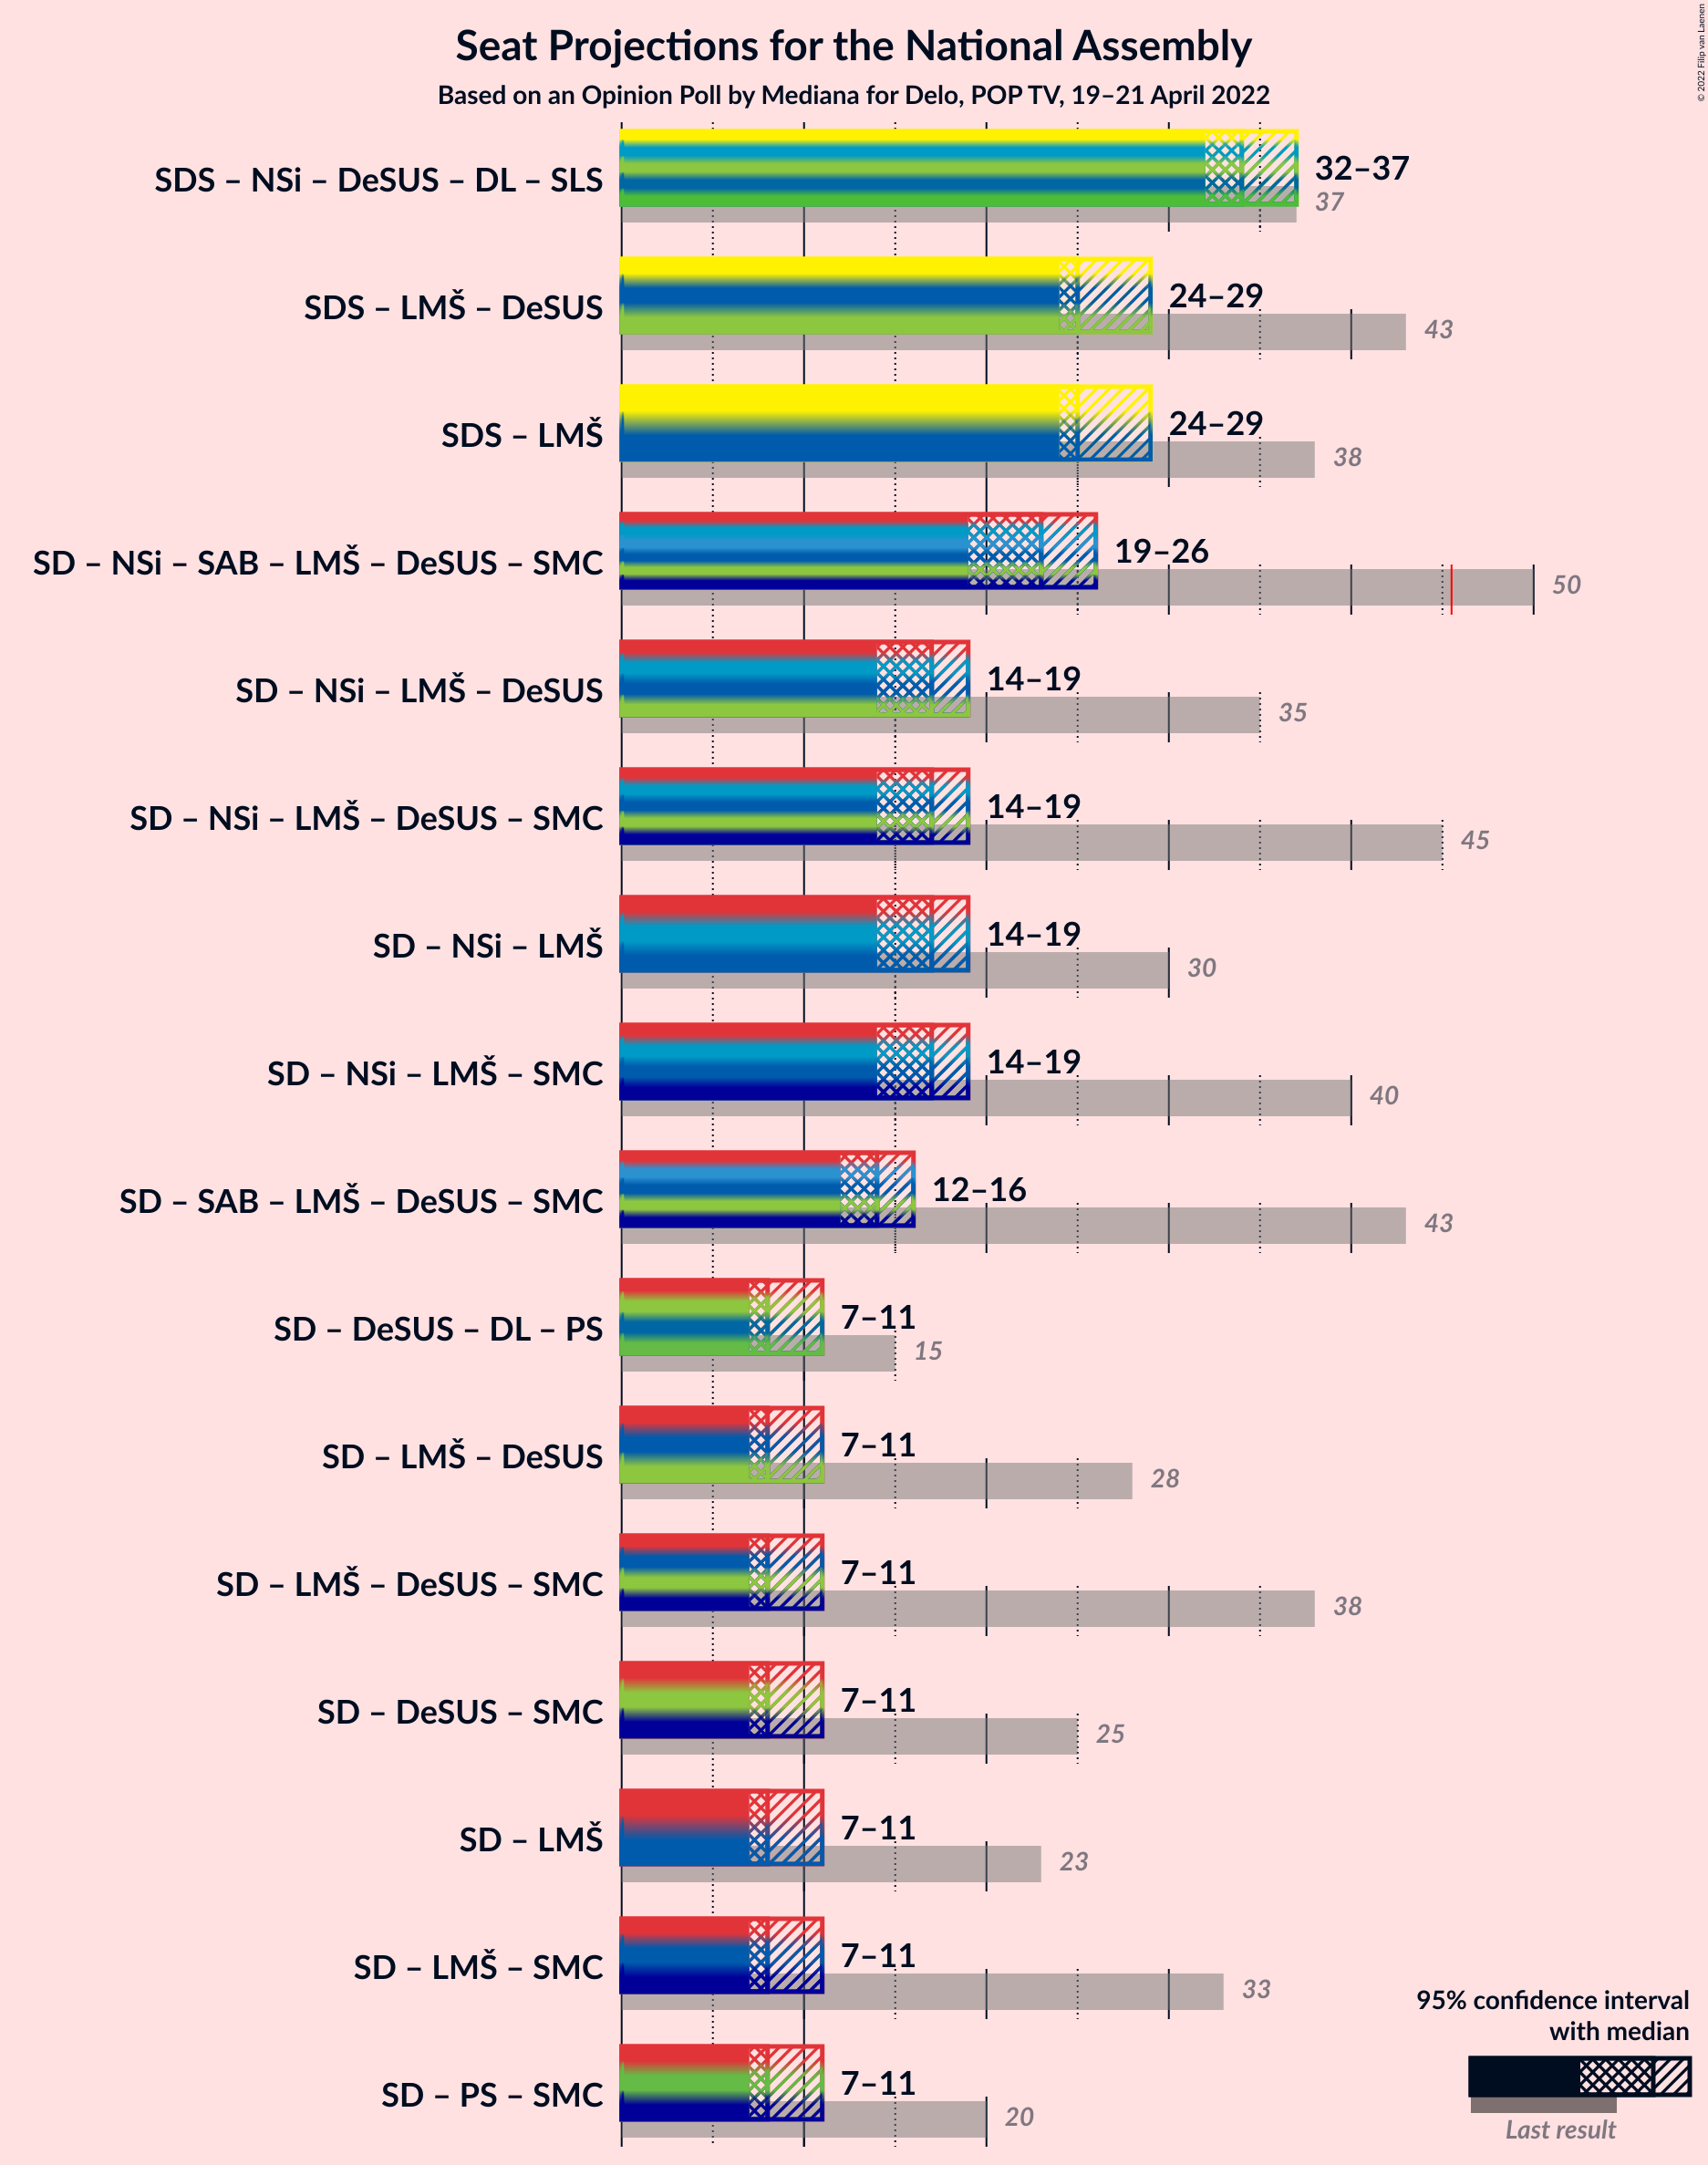 Seat Projections for the National Assembly
Based on an Opinion Poll by Mediana for Delo, POP TV, 19–21 April 2022
© 2022 Filip van Laenen
SDS – NSi – DeSUS – DL – SLS
32–37
37
SDS – LMŠ – DeSUS
24–29
43
SDS – LMŠ
24–29
38
SD – NSi – SAB – LMŠ – DeSUS – SMC
19–26
50
SD – NSi – LMŠ – DeSUS
14–19
35
SD – NSi – LMŠ – DeSUS – SMC
14–19
45
SD – NSi – LMŠ
14–19
30
SD – NSi – LMŠ – SMC
14–19
40
SD – SAB – LMŠ – DeSUS – SMC
12–16
43
SD – DeSUS – DL – PS
7–11
15
SD – LMŠ – DeSUS
7–11
28
SD – LMŠ – DeSUS – SMC
7–11
38
SD – DeSUS – SMC
7–11
25
SD – LMŠ
7–11
23
SD – LMŠ – SMC
7–11
33
SD – PS – SMC
7–11
20
95% confidence interval
with median
Last result